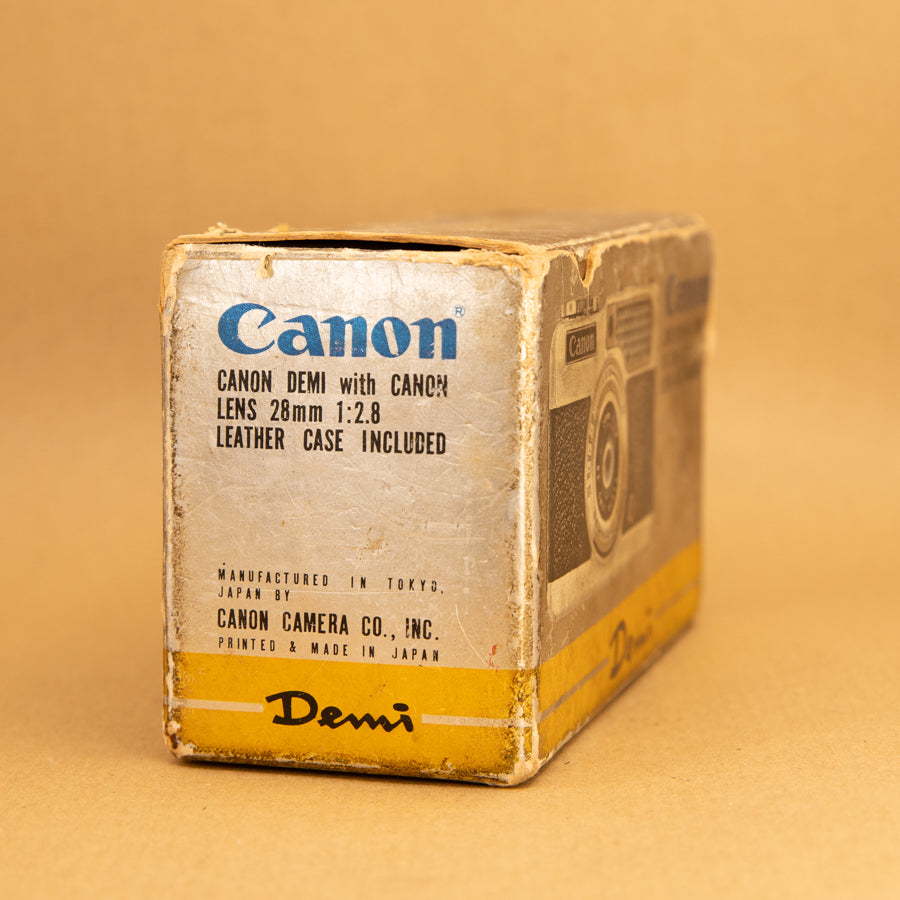 Canon®
CANON DEMI with CANON
LENS 28mm 1:2.8
LEATHER CASE INCLUDED
MANUFACTURED IN TOKYO,
JAPAN BY
CANON CAMERA CO., INC.
PRINTED & MADE IN JAPAN
Demi
Canon
Canon
Demi